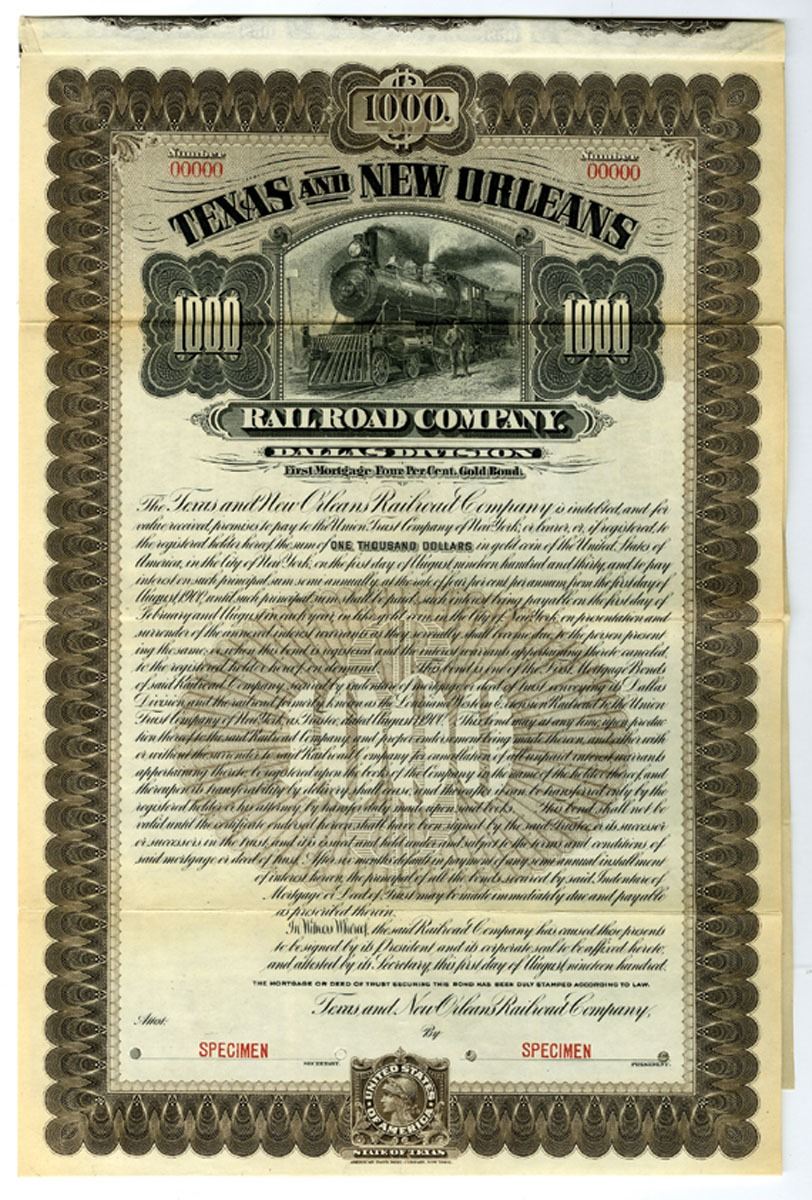 1000.
Number
00000
Number
00000
TEXAS AND NEW ORLEANS
1000
1000
RAILROAD COMPANY.
DALLAS DIVISION
First Mortgage Four Per Cent. Gold Bond.
The Texas and New Orleans Railroad Company is indebted, and for
value received, promises to pay to the Union Trust Company of New York, or bearer, or, if registered, to
the registered holder hereof, the sum of ONE THOUSAND DOLLARS in gold coin of the United States of
America, in the City of New York, on the first day of August nineteen hundred and thirty, and to pay
interest on such principal sum semi-annually, at the rate of four per cent per annum from the first day of
August, 1900, until such principal sum shall be paid, such interest being payable on the first day of
February and August in each year, in like gold coin, in the City of New York, on presentation and
surrender of the annexed interest warrants as they severally shall become due, to the person present
ing the same, or, when this bond is registered and the interest warrants appertaining thereto canceled,
to the registered holder hereof on demand. This bond is one of the First Mortgage Bonds
of said Railroad Company, secured by indenture of mortgage or deed of trust conveying its Dallas
Division and the railroad formerly known as the Louisiana Western Extension Railroad to the Union
Trust Company of New York, as Trustee, dated August 1, 1900. This bond may at any time, upon produc
tion thereof to the said Railroad Company, and proper endorsement being made thereon, and either with
or without the surrender to said Railroad Company for cancellation of all unpaid interest warrants
appertaining thereto, be registered upon the books of the Company in the name of the holder thereof, and
thereupon its transferability by delivery shall cease, and thereafter it can be transferred only by the
registered holder or his attorney, by transfer duly made upon said books. This bond shall not be
valid until the certificate endorsed hereon shall have been signed by the said Trustee or its successor
or successors in the trust, and it is issued and held under and subject to the terms and conditions of
said mortgage or deed of trust. After six months default in payment of any semi-annual installment
of interest hereon, the principal of all the bonds secured by said Indenture of
Mortgage or Deed of Trust may be made immediately due and payable
as prescribed therein.
In Witness Whereof, the said Railroad Company has caused these presents
to be signed by its President and its corporate seal to be affixed hereto,
and attested by its Secretary, this first day of August, nineteen hundred.
THE MORTGAGE OR DEED OF TRUST SECURING THIS BOND HAS BEEN DULY STAMPED ACCORDING TO LAW.
Texas and New Orleans Railroad Company,
Attest:
By
SPECIMEN
SPECIMEN
SECRETARY.
PRESIDENT.
UNITED STATES
OF AMERICA
STATE OF TEXAS
AMERICAN BANK NOTE COMPANY, NEW YORK.